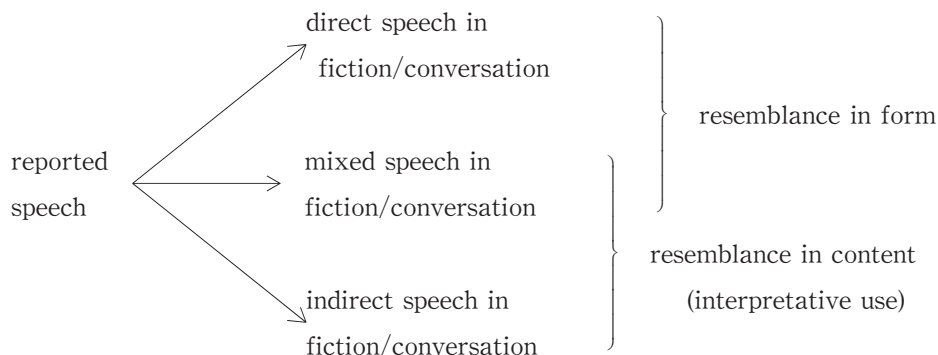 direct speech in
fiction/conversation
resemblance in form
reported
speech
mixed speech in
fiction/conversation
resemblance in content
(interpretative use)
indirect speech in
fiction/conversation